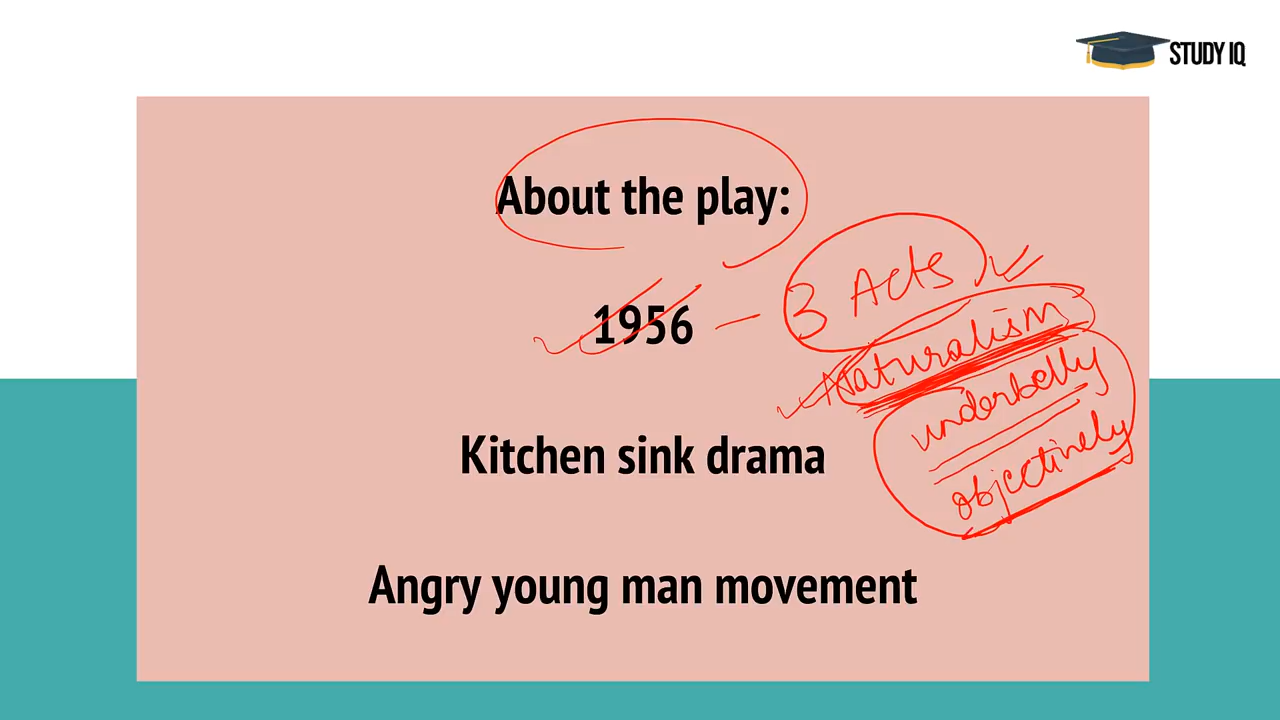 STUDY IQ
About the play:
1956 - 3 Acts
Naturalism
underbelly
objectively
Kitchen sink drama
Angry young man movement